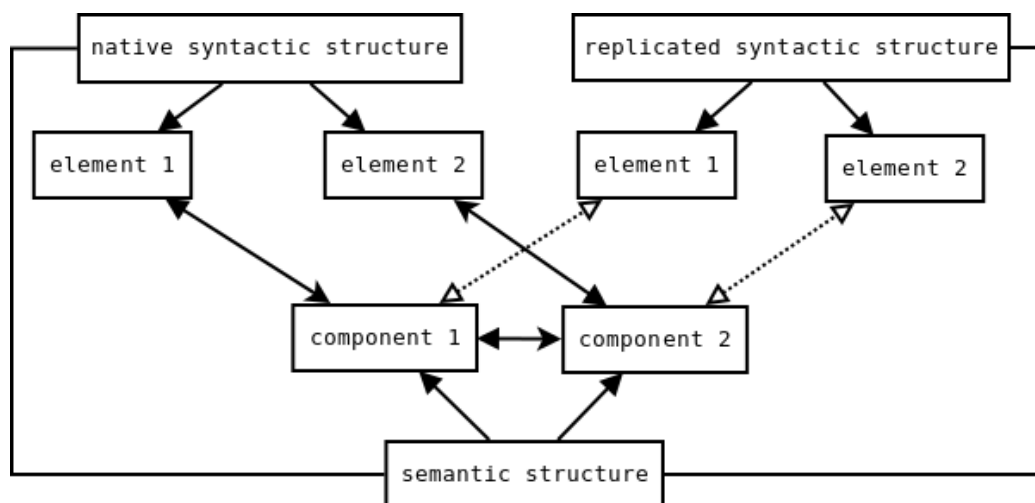 native syntactic structure
replicated syntactic structure
element 1
element 2
element 1
element 2
component 1
component 2
semantic structure